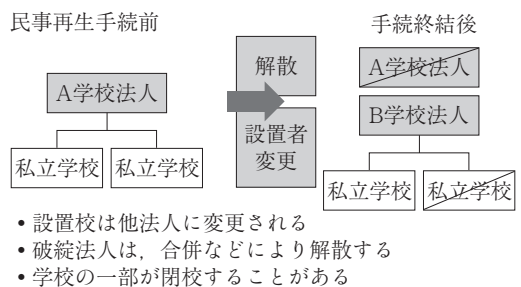 民事再生手続前
手続終結後
解散
A学校法人
A学校法人
B学校法人
設置者
変更
私立学校 私立学校
私立学校 私立学校
• 設置校は他法人に変更される
• 破綻法人は，合併などにより解散する
• 学校の一部が閉校することがある